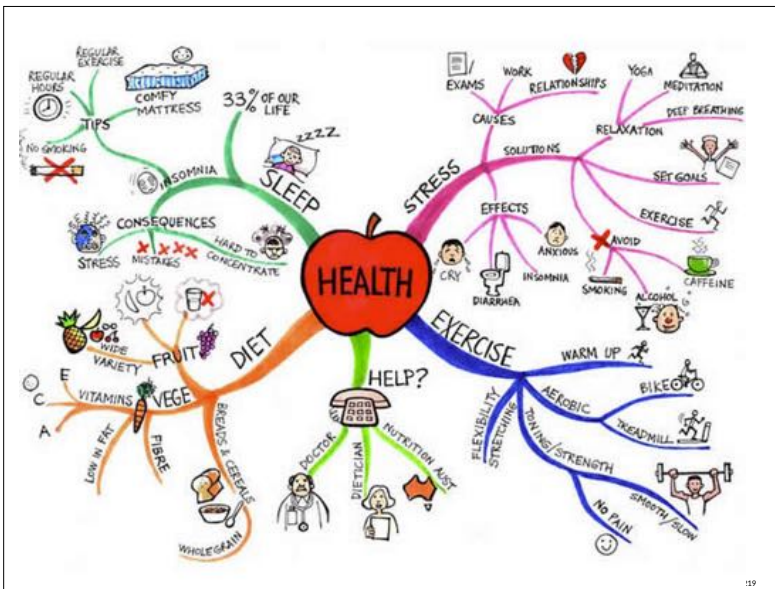 HEALTH
SLEEP
33% OF OUR
LIFE
ZZZZ
INSOMNIA
TIPS
REGULAR
EXERCISE
REGULAR
HOURS
COMFY
MATTRESS
NO SMOKING
CONSEQUENCES
STRESS
MISTAKES
HARD TO
CONCENTRATE
STRESS
CAUSES
EXAMS
WORK
RELATIONSHIPS
SOLUTIONS
RELAXATION
YOGA
MEDITATION
DEEP BREATHING
SET GOALS
EXERCISE
AVOID
SMOKING
ALCOHOL
CAFFEINE
EFFECTS
CRY
DIARRHEA
INSOMNIA
ANXIOUS
DIET
FRUIT
WIDE
VARIETY
VEGE
VITAMINS
E
C
A
LOW IN FAT
FIBRE
BREADS & CEREALS
WHOLEGRAIN
HELP?
DOCTOR
DIETICIAN
NUTRITION AUST
EXERCISE
WARM UP
AEROBIC
BIKE
TREADMILL
TONING/STRENGTH
SMOOTH/SLOW
NO PAIN
FLEXIBILITY
STRETCHING